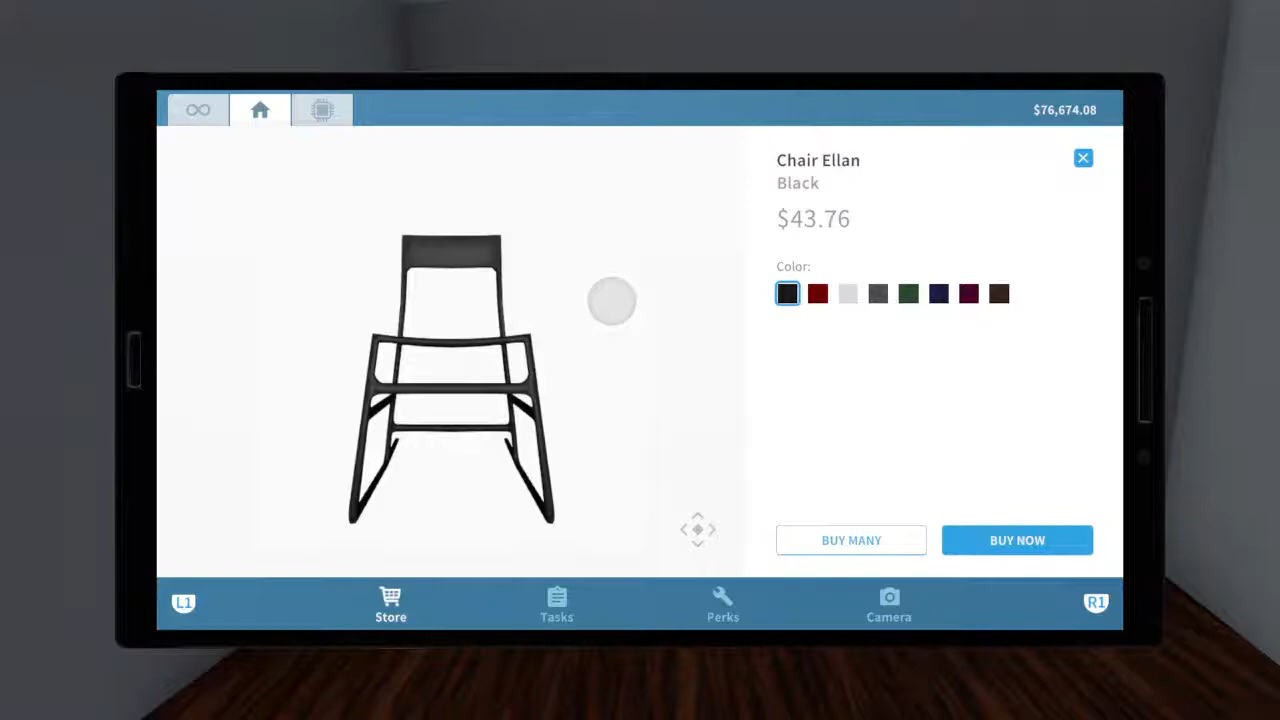 $76,674.08
Chair Ellan
Black
$43.76
Color:
BUY MANY
BUY NOW
L1
Store
Tasks
Perks
Camera
R1